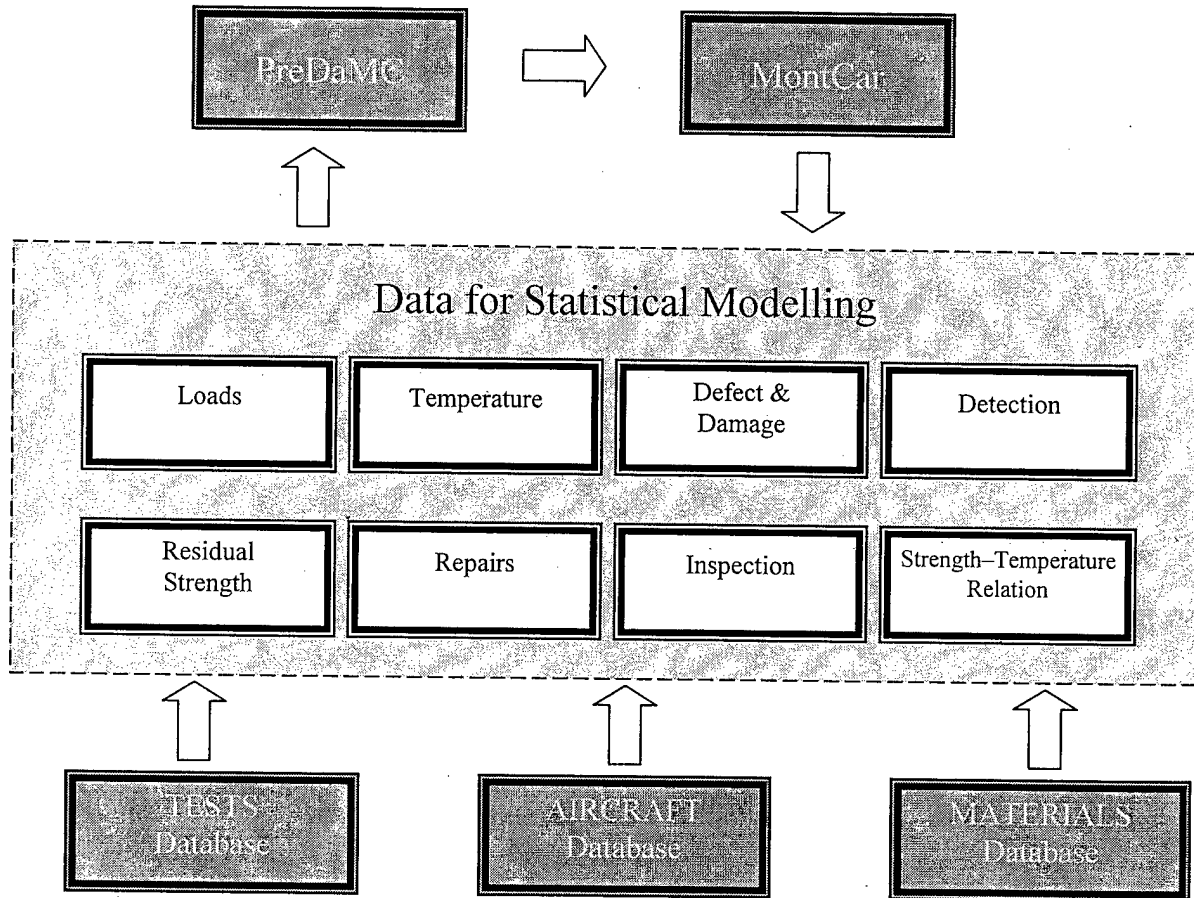 PreDaMC
MontCar
Data for Statistical Modelling
Loads
Temperature
Defect &
Damage
Detection
Residual
Strength
Repairs
Inspection
Strength–Temperature
Relation
TESTS
Database
AIRCRAFT
Database
MATERIALS
Database